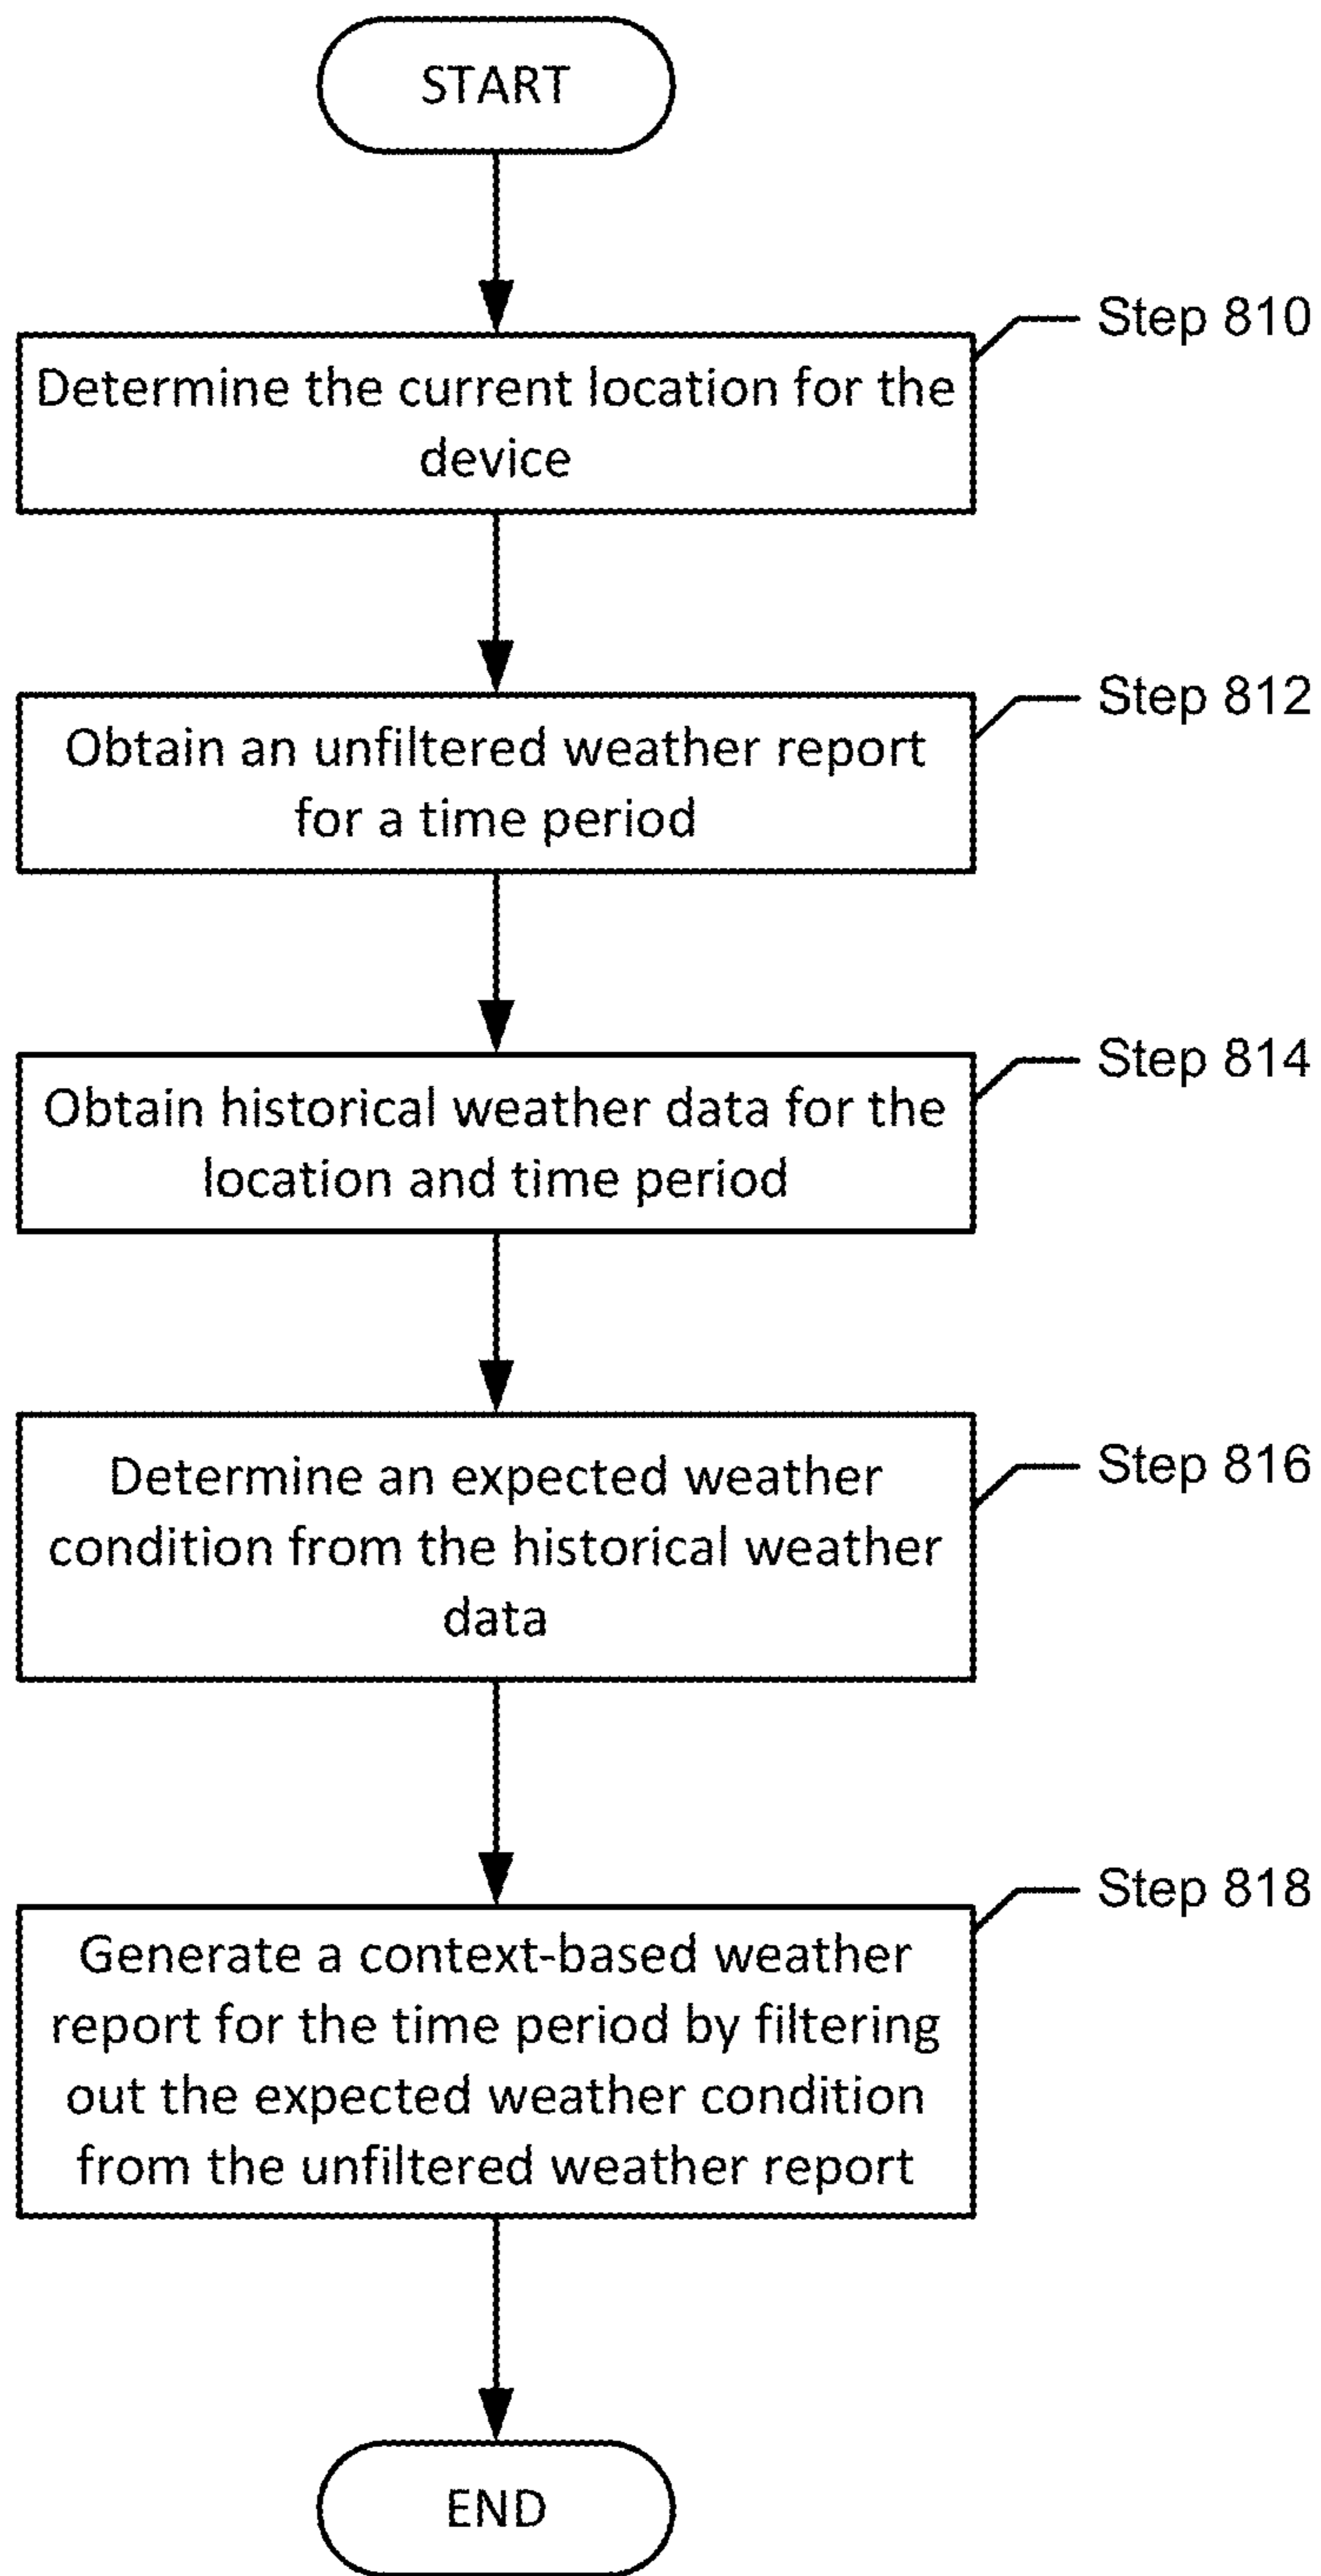 START
Step 810
Determine the current location for the
device
Step 812
Obtain an unfiltered weather report
for a time period
Step 814
Obtain historical weather data for the
location and time period
Step 816
Determine an expected weather
condition from the historical weather
data
Step 818
Generate a context-based weather
report for the time period by filtering
out the expected weather condition
from the unfiltered weather report
END